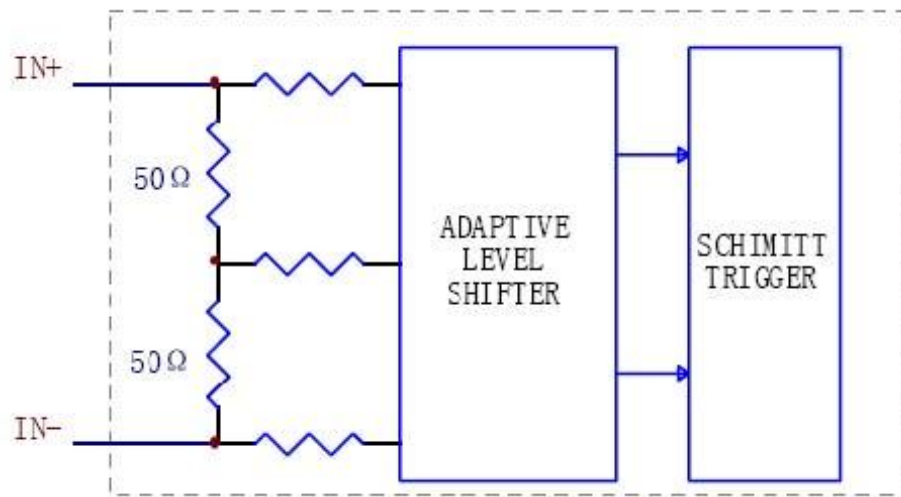 IN+
50Ω
ADAPTIVE
LEVEL
SHIFTER
SCHIMITT
TRIGGER
50Ω
IN-